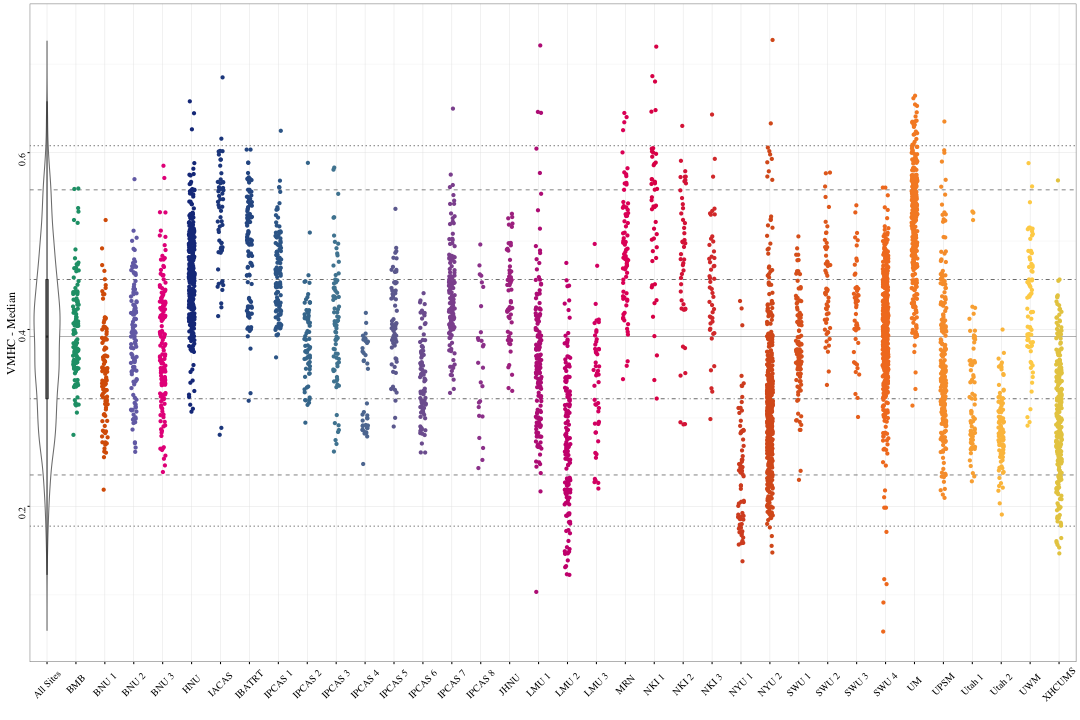 VMHC - Median
0.6
0.4
0.2
All Sites
BMB
BNU 1
BNU 2
BNU 3
HNU
IACAS
IBATRT
IPCAS 1
IPCAS 2
IPCAS 3
IPCAS 4
IPCAS 5
IPCAS 6
IPCAS 7
IPCAS 8
JHNU
LMU 1
LMU 2
LMU 3
MRN
NKI 1
NKI 2
NKI 3
NYU 1
NYU 2
SWU 1
SWU 2
SWU 3
SWU 4
UM
UPSM
Utah 1
Utah 2
UWM
XHCUMS